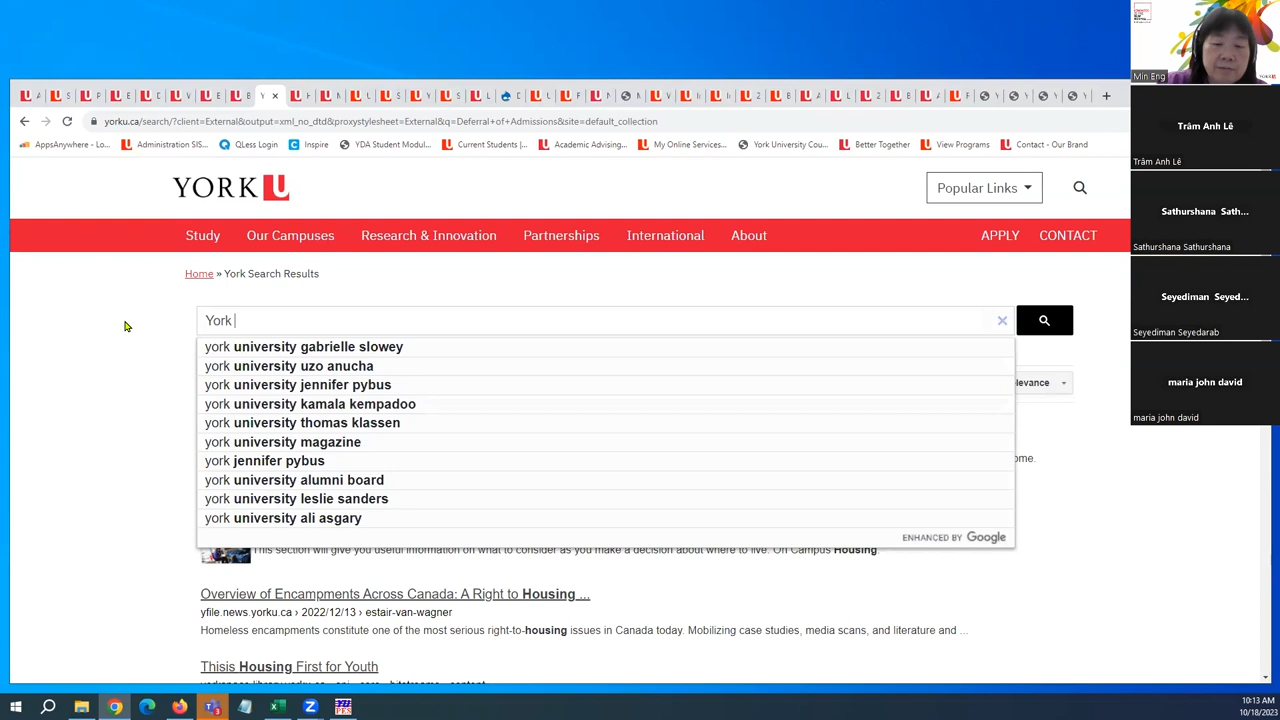 yorku.ca/search/?client=External&output=xml_no_dtd&proxystylesheet=External&q=Deferral+of+Admissions&site=default_collection
AppsAnywhere - Lo...
Administration SIS...
QLess Login
Inspire
YDA Student Modul...
Current Students |...
Academic Advising...
My Online Services...
York University Cou...
Better Together
View Programs
Contact - Our Brand
YORK U
Popular Links
Study
Our Campuses
Research & Innovation
Partnerships
International
About
APPLY
CONTACT
Home » York Search Results
York
york university gabrielle slowey
york university uzo anucha
york university jennifer pybus
york university kamala kempadoo
york university thomas klassen
york university magazine
york jennifer pybus
york university alumni board
york university leslie sanders
york university ali asgary
ENHANCED BY Google
levance
ome.
This section will give you useful information on what to consider as you make a decision about where to live. On Campus Housing.
Overview of Encampments Across Canada: A Right to Housing ...
yfile.news.yorku.ca › 2022/12/13 › estair-van-wagner
Homeless encampments constitute one of the most serious right-to-housing issues in Canada today. Mobilizing case studies, media scans, and literature and ...
Thisis Housing First for Youth
Min Eng
Trâm Anh Lê
Trâm Anh Lê
Sathurshana Sath...
Sathurshana Sathurshana
Seyediman Seyed...
Seyediman Seyedarab
maria john david
maria john david
10:13 AM
10/18/2023